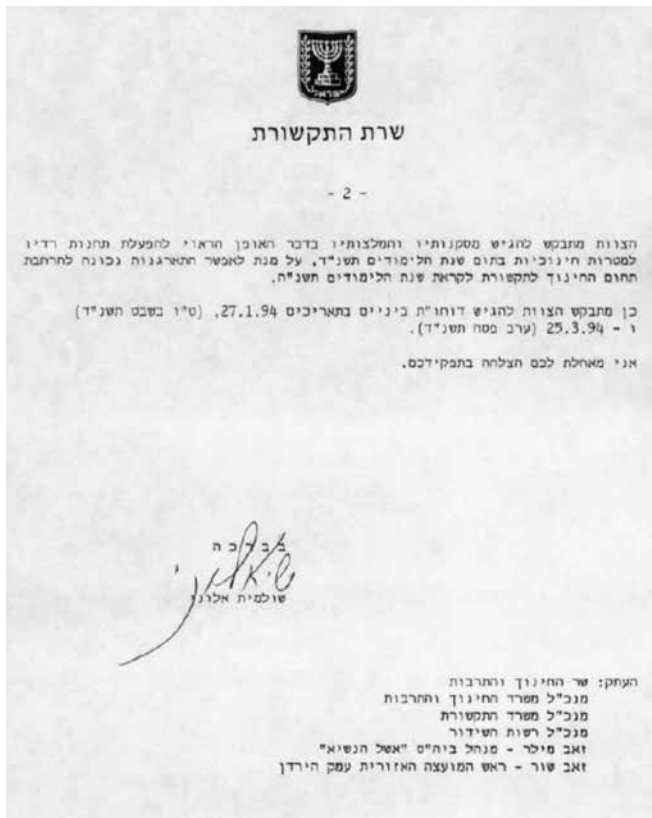 ישראל
שרת התקשורת
- 2 -
הצוות מתבקש להגיש מסקנותיו והמלצותיו בדבר האופן הראוי להפעלת תחנות רדיו
למטרות חינוכיות בתום שנת הלימודים תשנ"ד, על מנת לאפשר התארגנות נכונה להרחבת
תחום החינוך לתקשורת לקראת שנת הלימודים תשנ"ה.
כן מתבקש הצוות להגיש דוחו"ת ביניים בתאריכים 27.1.94, (ט"ו בשבט תשנ"ד)
ו - 25.3.94 (ערב פסח תשנ"ד).
אני מאחלת לכם הצלחה בתפקידכם.
בברכה
שולמית אלוני
העתק: שר החינוך והתרבות
מנכ"ל משרד החינוך והתרבות
מנכ"ל משרד התקשורת
מנכ"ל רשות השידור
זאב מילר - מנהל ביה"ס "אשל הנשיא"
זאב שור - ראש המועצה האזורית עמק הירדן